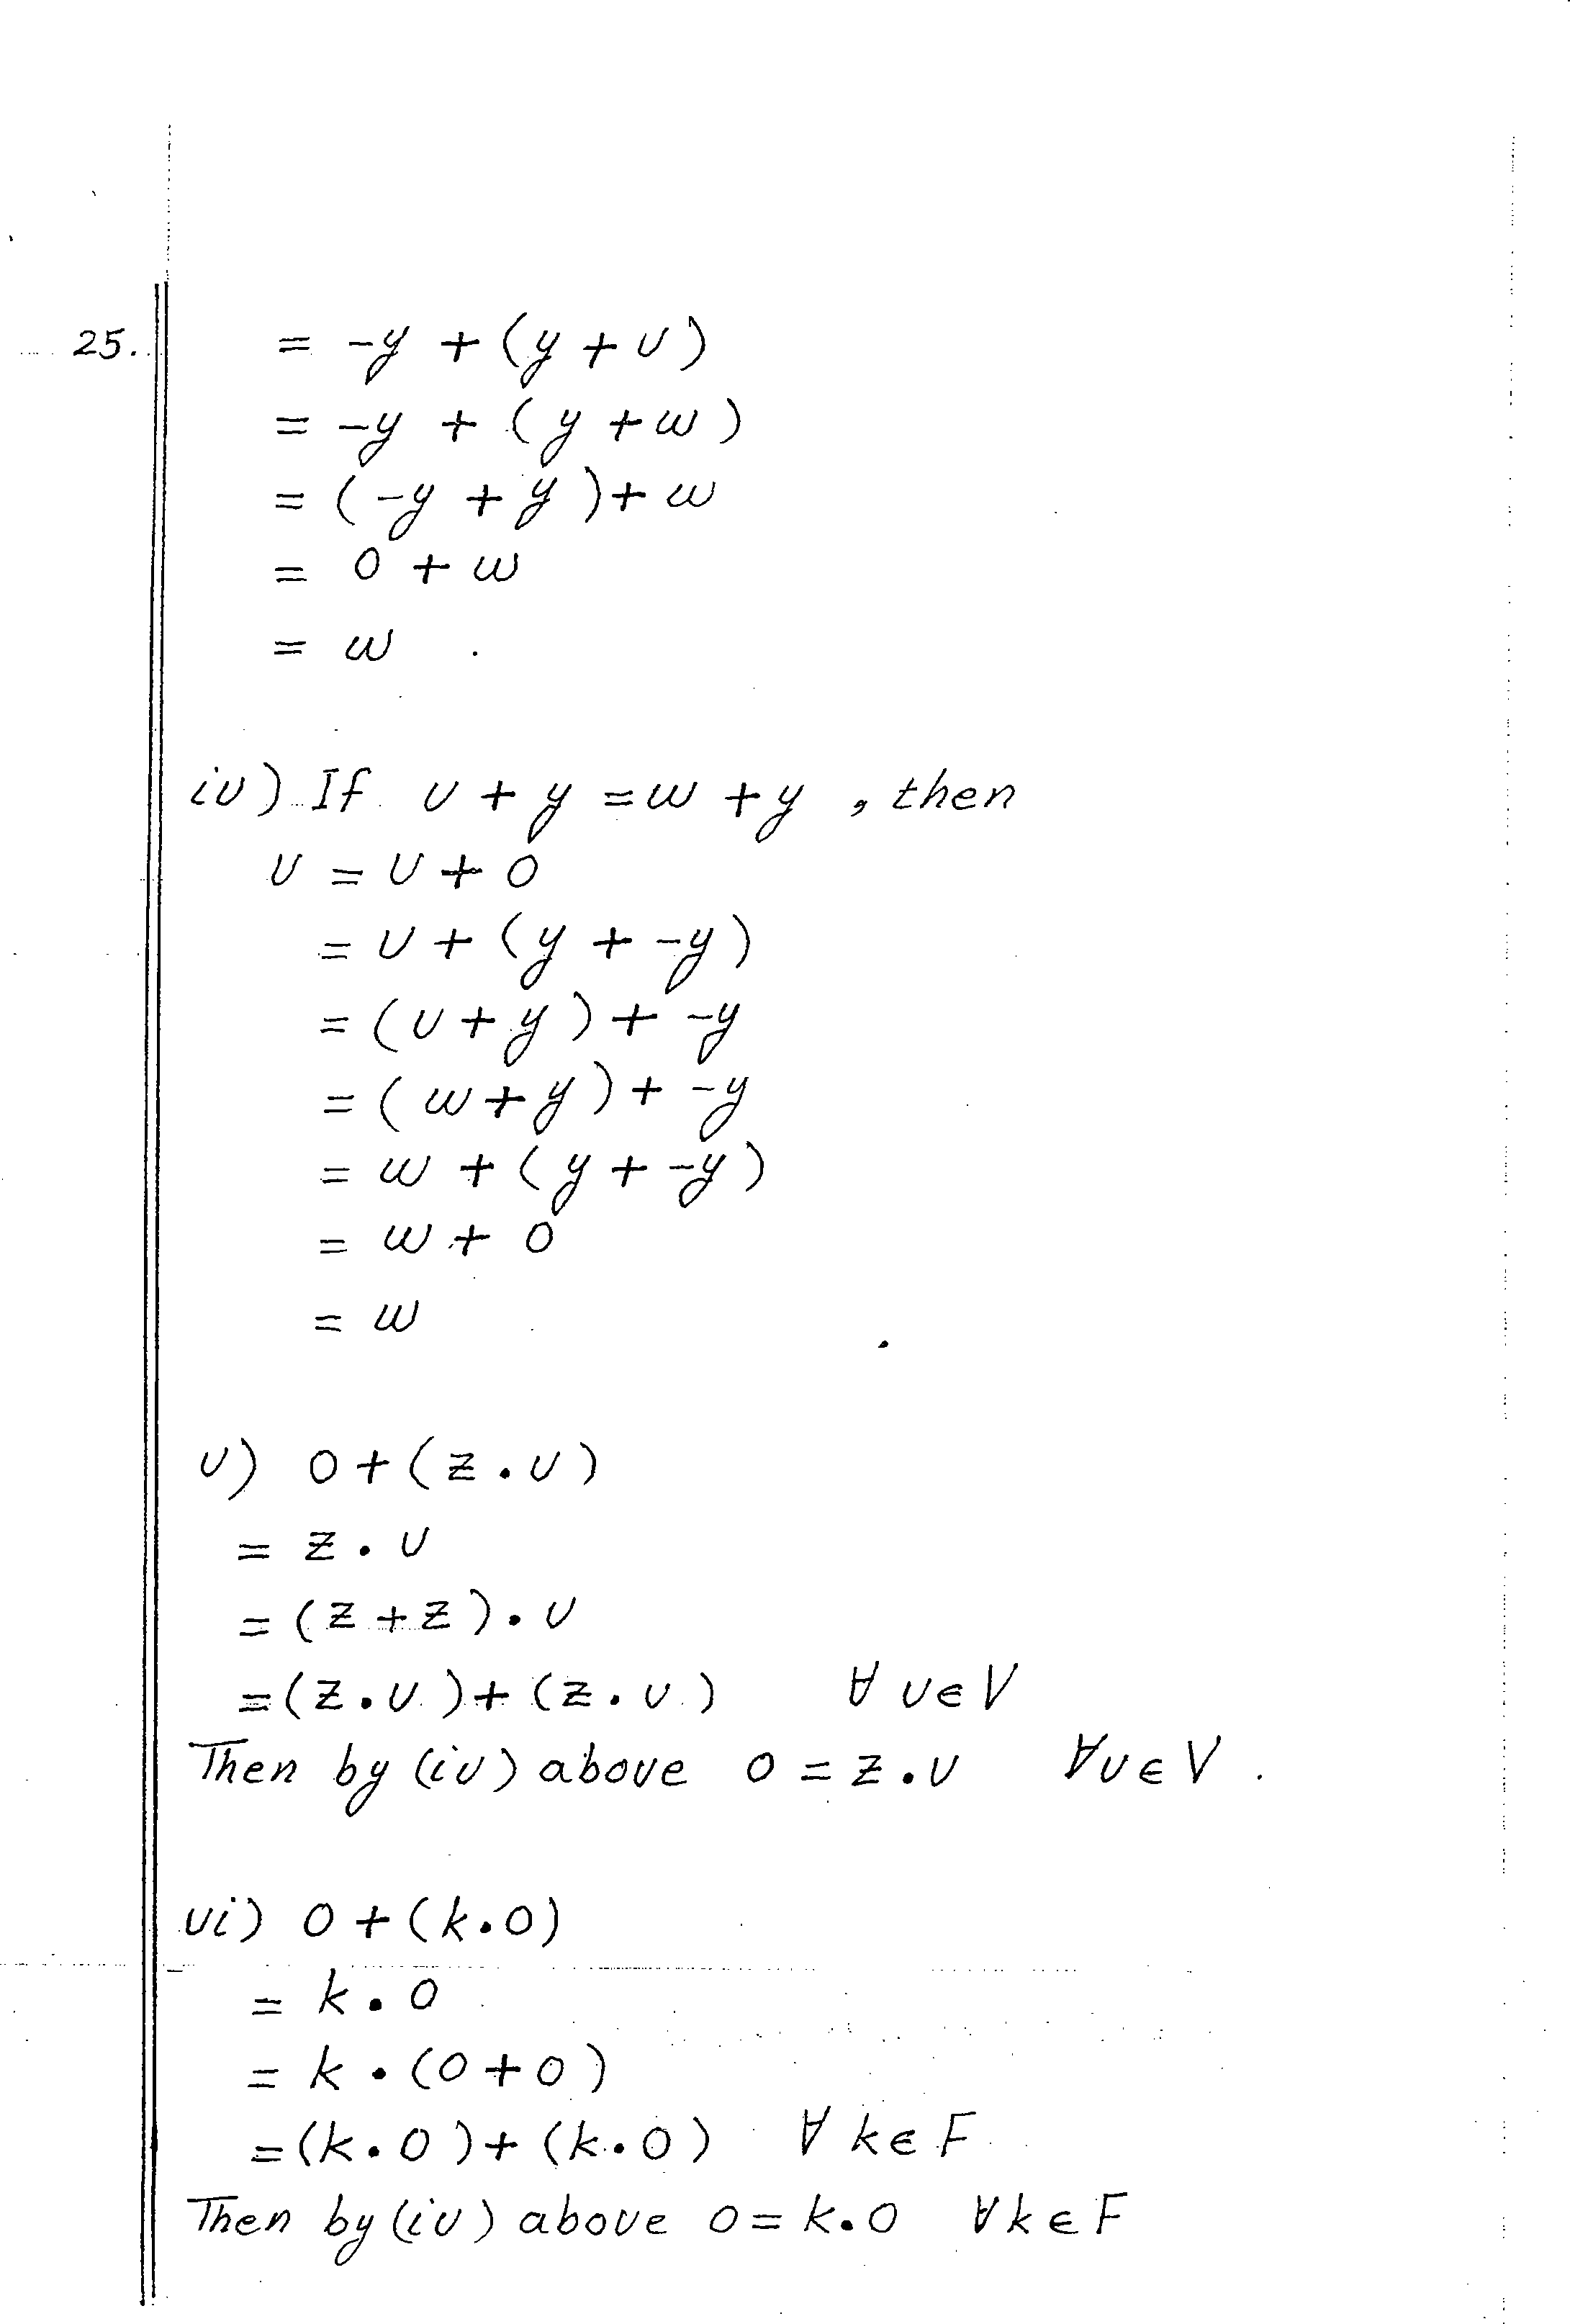 25. = -y + (y + v)
= -y + (y + w)
= (-y + y) + w
= 0 + w
= w .
iv) If v + y = w + y , then
v = v + 0
= v + (y + -y)
= (v + y) + -y
= (w + y) + -y
= w + (y + -y)
= w + 0
= w
v) 0 + (z . v)
= z . v
= (z + z) . v
= (z . v) + (z . v) ∀ v ∈ V
Then by (iv) above 0 = z . v ∀ v ∈ V .
vi) 0 + (k . 0)
= k . 0
= k . (0 + 0)
= (k . 0) + (k . 0) ∀ k ∈ F
Then by (iv) above 0 = k . 0 ∀ k ∈ F